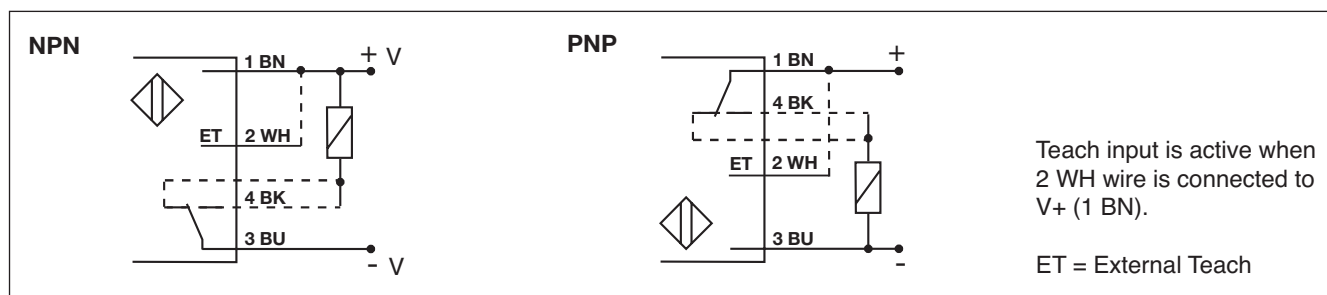 NPN
1 BN
+ V
ET
2 WH
4 BK
3 BU
- V
PNP
1 BN
+
4 BK
ET
2 WH
3 BU
-
Teach input is active when
2 WH wire is connected to
V+ (1 BN).
ET = External Teach